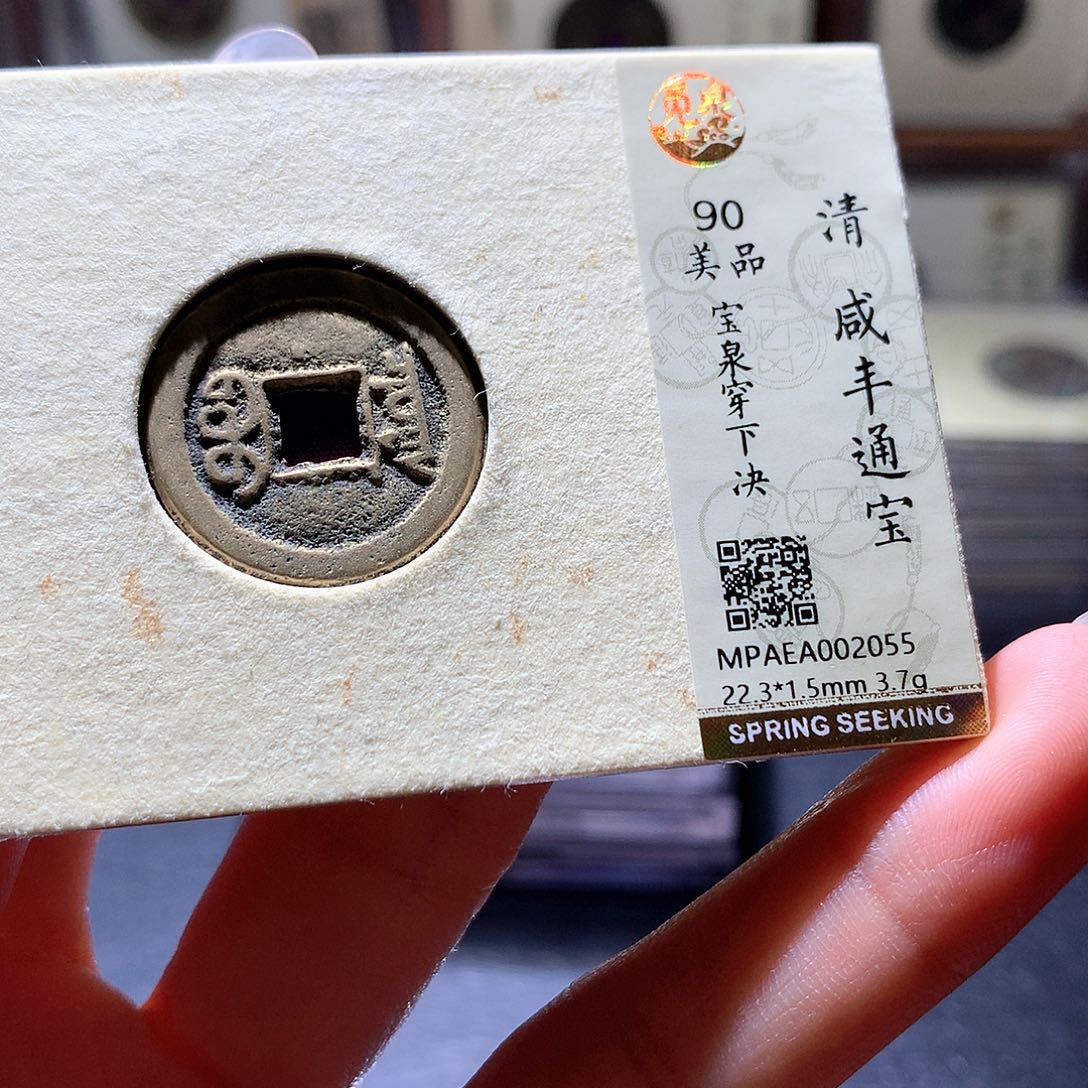 清 咸丰通宝
90
美品
宝泉穿下决
MPAEA002055
22.3*1.5mm 3.7g
SPRING SEEKING